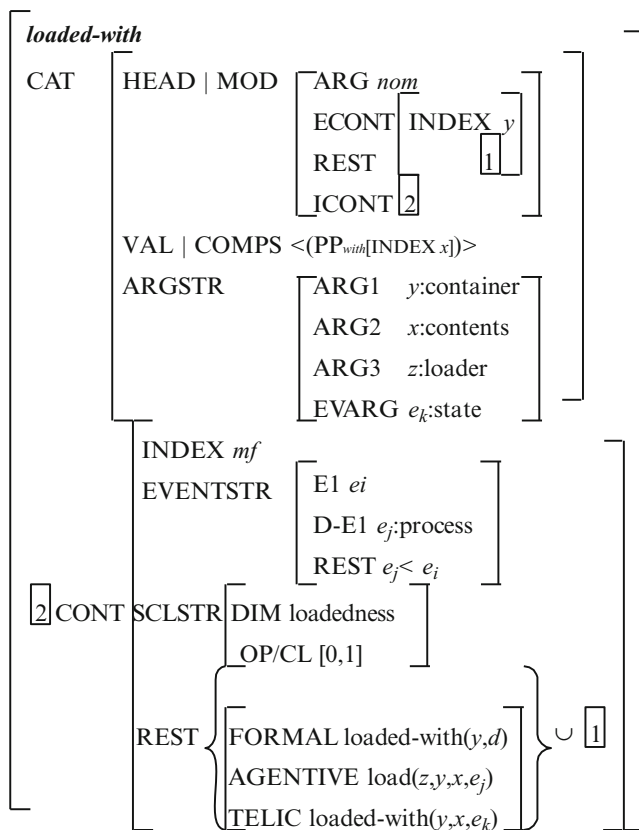 loaded-with
CAT HEAD | MOD ARG nom
ECONT INDEX y
REST 1
ICONT 2
VAL | COMPS <(PPwith[INDEX x])>
ARGSTR ARG1 y:container
ARG2 x:contents
ARG3 z:loader
EVARG ek:state
INDEX mf
EVENTSTR E1 ei
D-E1 ej:process
REST ej< ei
2 CONT SCLSTR DIM loadedness
OP/CL [0,1]
REST FORMAL loaded-with(y,d) ∪ 1
AGENTIVE load(z,y,x,ej)
TELIC loaded-with(y,x,ek)